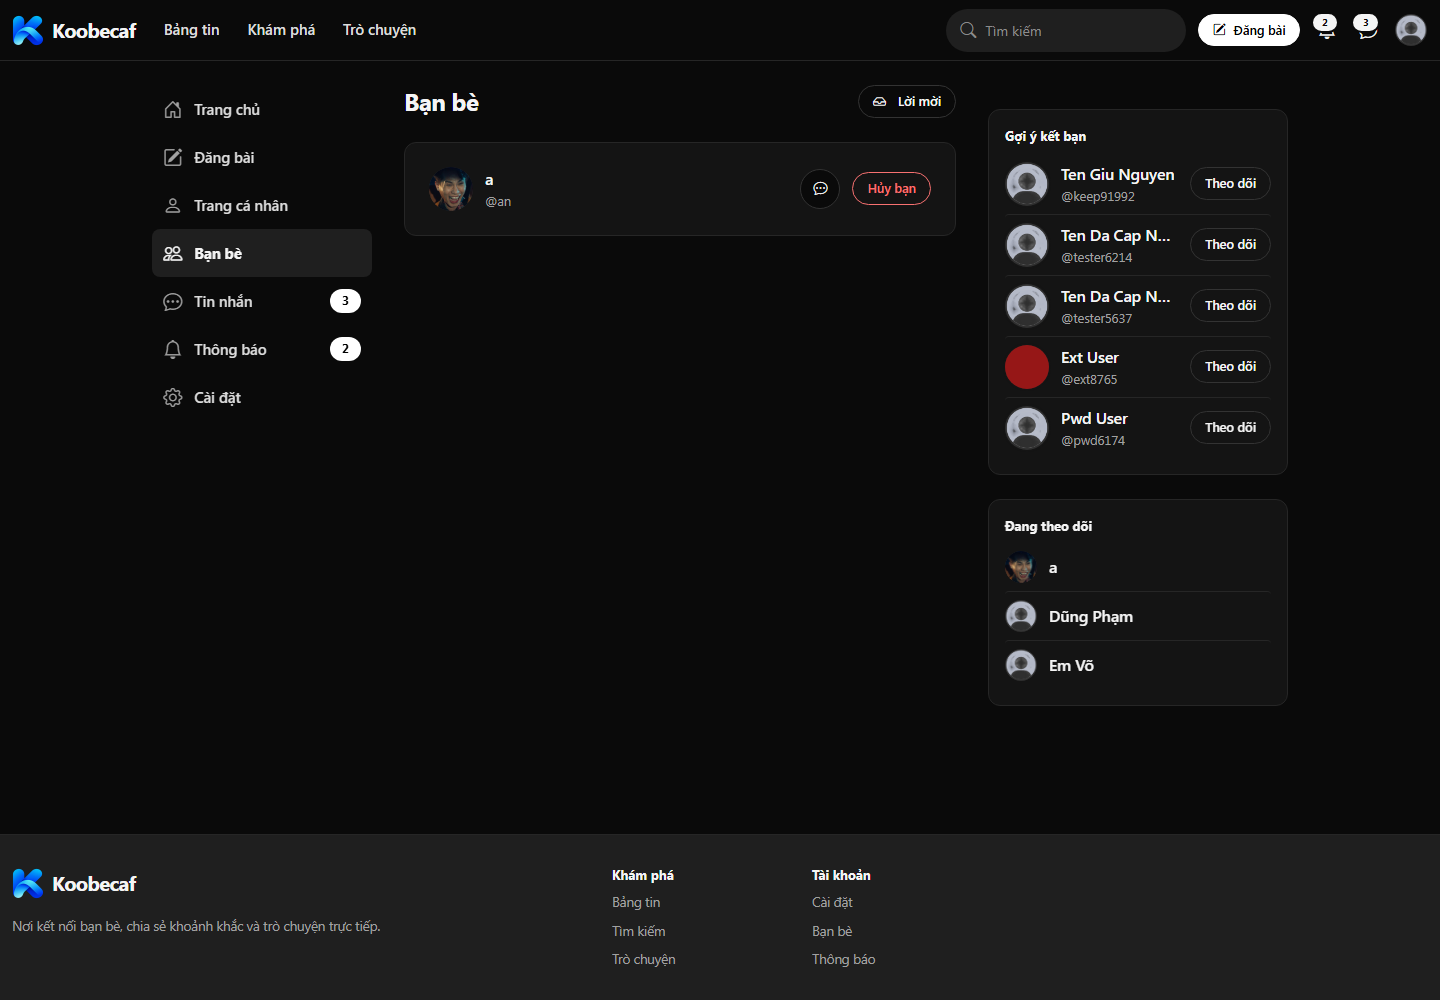 Koobecaf
Bảng tin
Khám phá
Trò chuyện
Tìm kiếm
Đăng bài
2
3
Trang chủ
Đăng bài
Trang cá nhân
Bạn bè
Tin nhắn
3
Thông báo
2
Cài đặt
Bạn bè
Lời mời
a
@an
Hủy bạn
Gợi ý kết bạn
Ten Giu Nguyen
@keep91992
Theo dõi
Ten Da Cap N...
@tester6214
Theo dõi
Ten Da Cap N...
@tester5637
Theo dõi
Ext User
@ext8765
Theo dõi
Pwd User
@pwd6174
Theo dõi
Đang theo dõi
a
Dũng Phạm
Em Võ
Koobecaf
Nơi kết nối bạn bè, chia sẻ khoảnh khắc và trò chuyện trực tiếp.
Khám phá
Bảng tin
Tìm kiếm
Trò chuyện
Tài khoản
Cài đặt
Bạn bè
Thông báo